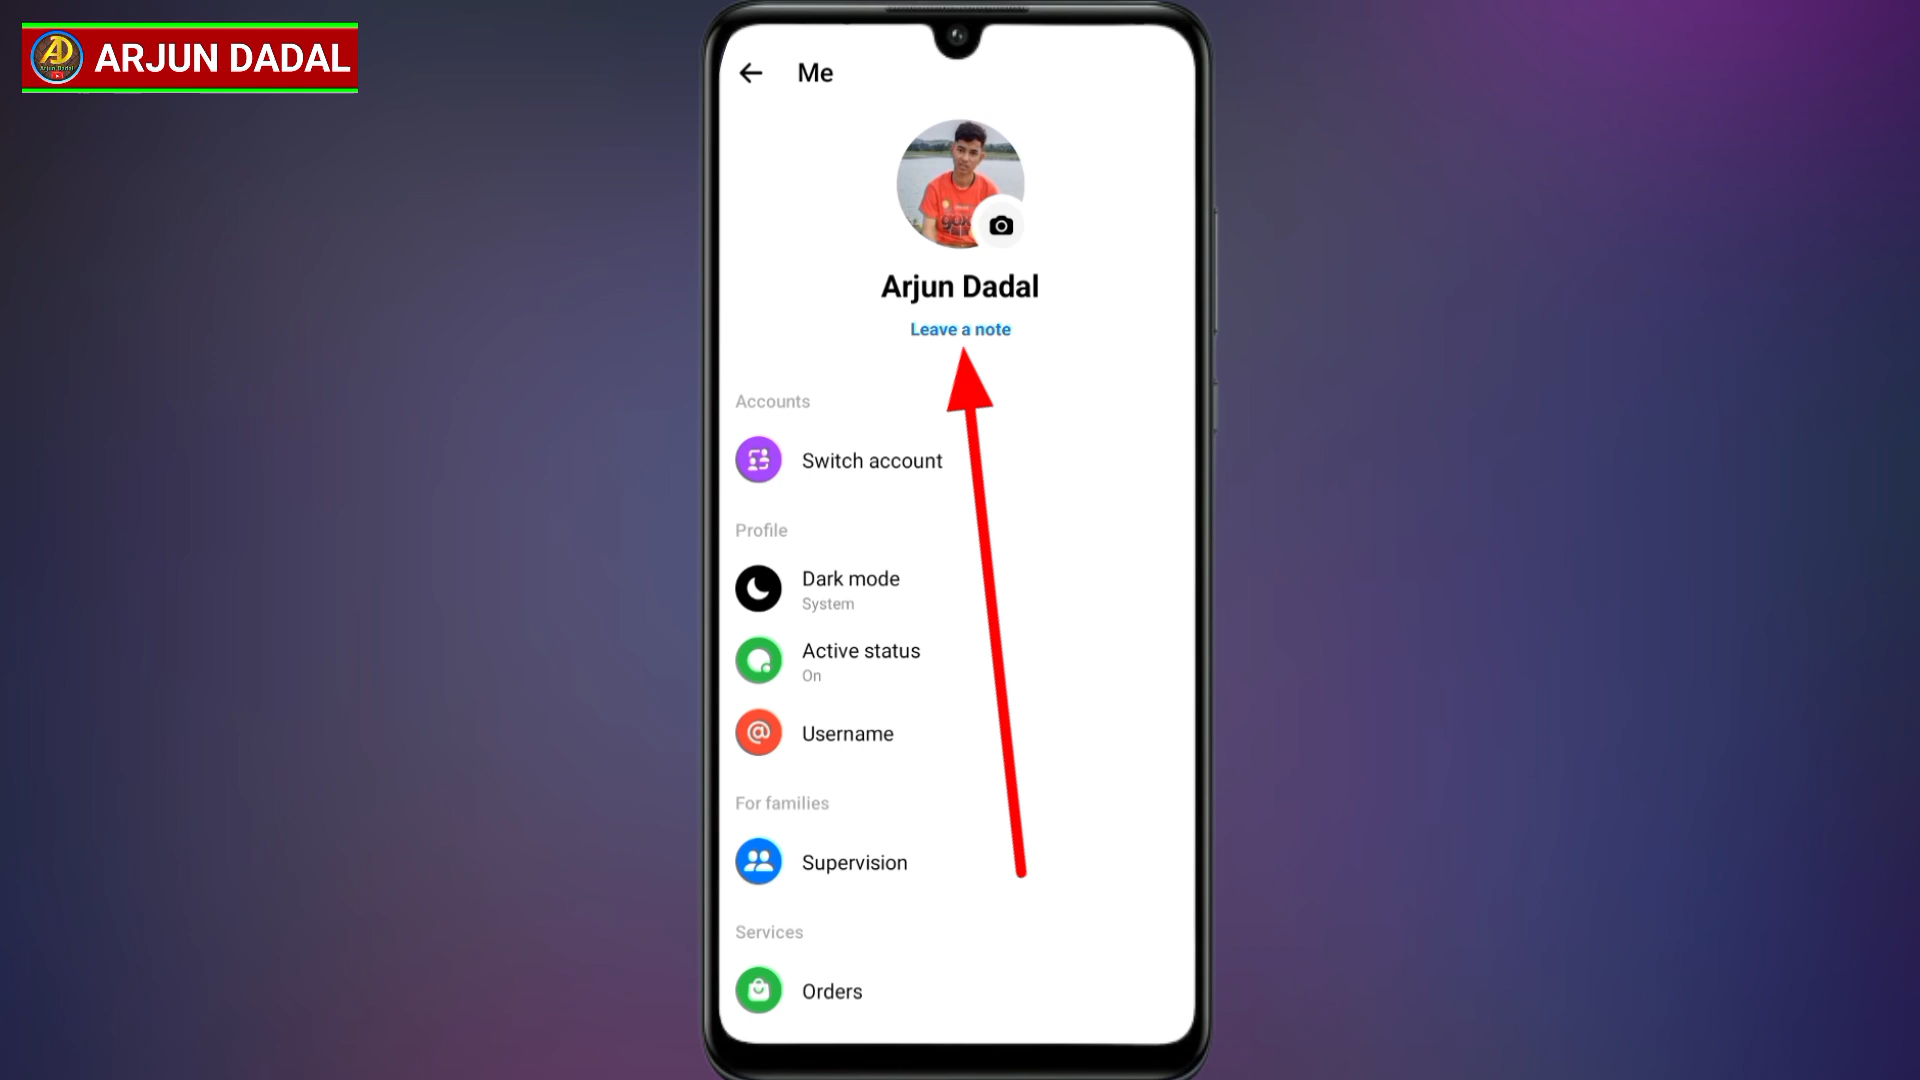 ARJUN DADAL
Me
Arjun Dadal
Leave a note
Accounts
Switch account
Profile
Dark mode
System
Active status
On
Username
For families
Supervision
Services
Orders